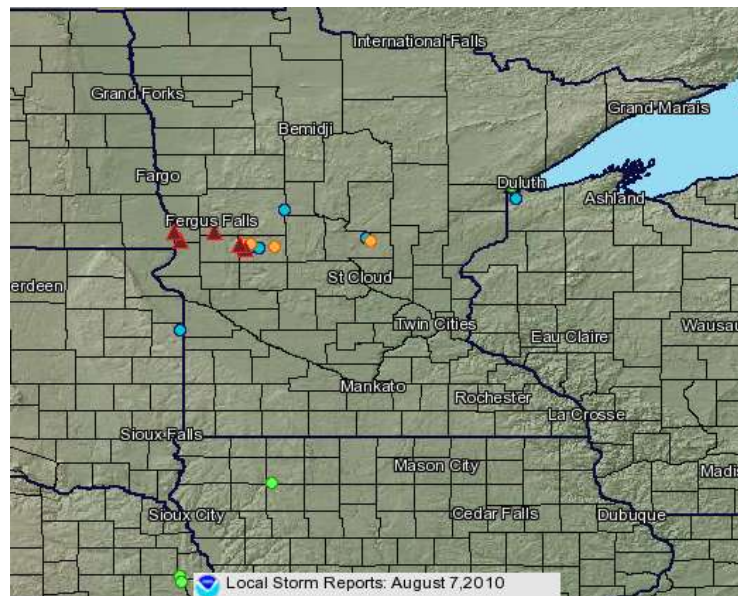 International Falls
Grand Forks
Grand Marais
Bemidji
Fargo
Duluth
Ashland
Fergus Falls
erdeen
St Cloud
Twin Cities
Eau Claire
Wausau
Mankato
Rochester
La Crosse
Sioux Falls
Mason City
Madis
Sioux City
Cedar Falls
Dubuque
Local Storm Reports: August 7,2010